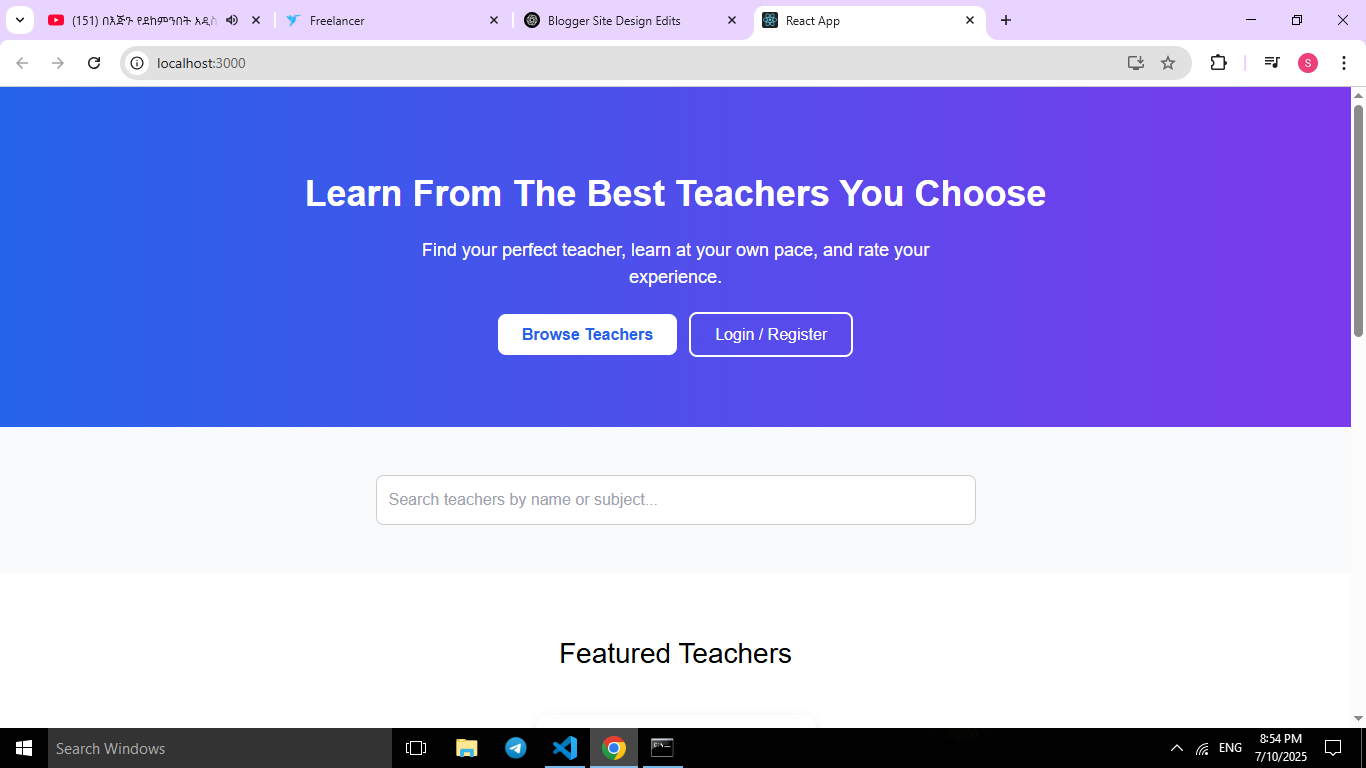 (151) በእጅጉ የደከምንበት አዲስ
Freelancer
Blogger Site Design Edits
React App
localhost:3000
S
Learn From The Best Teachers You Choose
Find your perfect teacher, learn at your own pace, and rate your
experience.
Browse Teachers
Login / Register
Search teachers by name or subject...
Featured Teachers
Search Windows
ENG
8:54 PM
7/10/2025